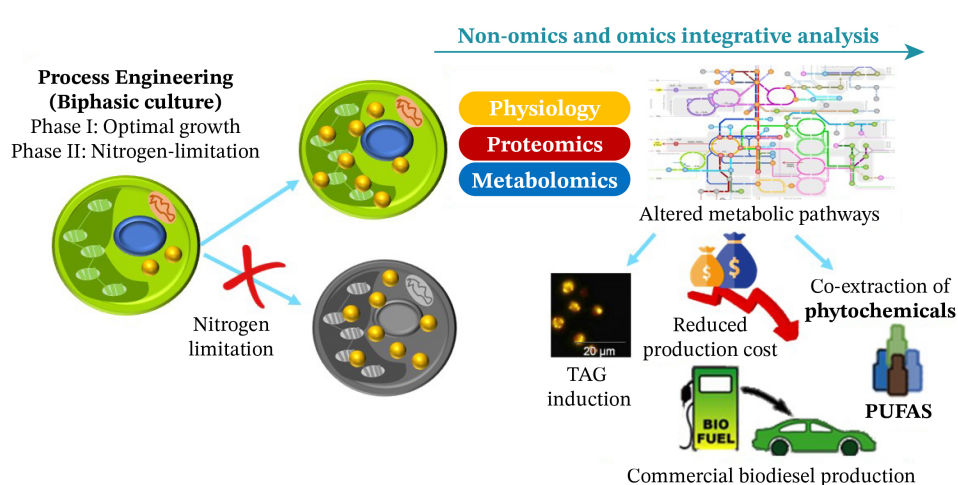 Non-omics and omics integrative analysis
Process Engineering
(Biphasic culture)
Phase I: Optimal growth
Phase II: Nitrogen-limitation
Physiology
Proteomics
Metabolomics
Altered metabolic pathways
Nitrogen
limitation
20 μm
TAG
induction
$
$
Reduced
production cost
Co-extraction of
phytochemicals
PUFAS
BIO
FUEL
Commercial biodiesel production